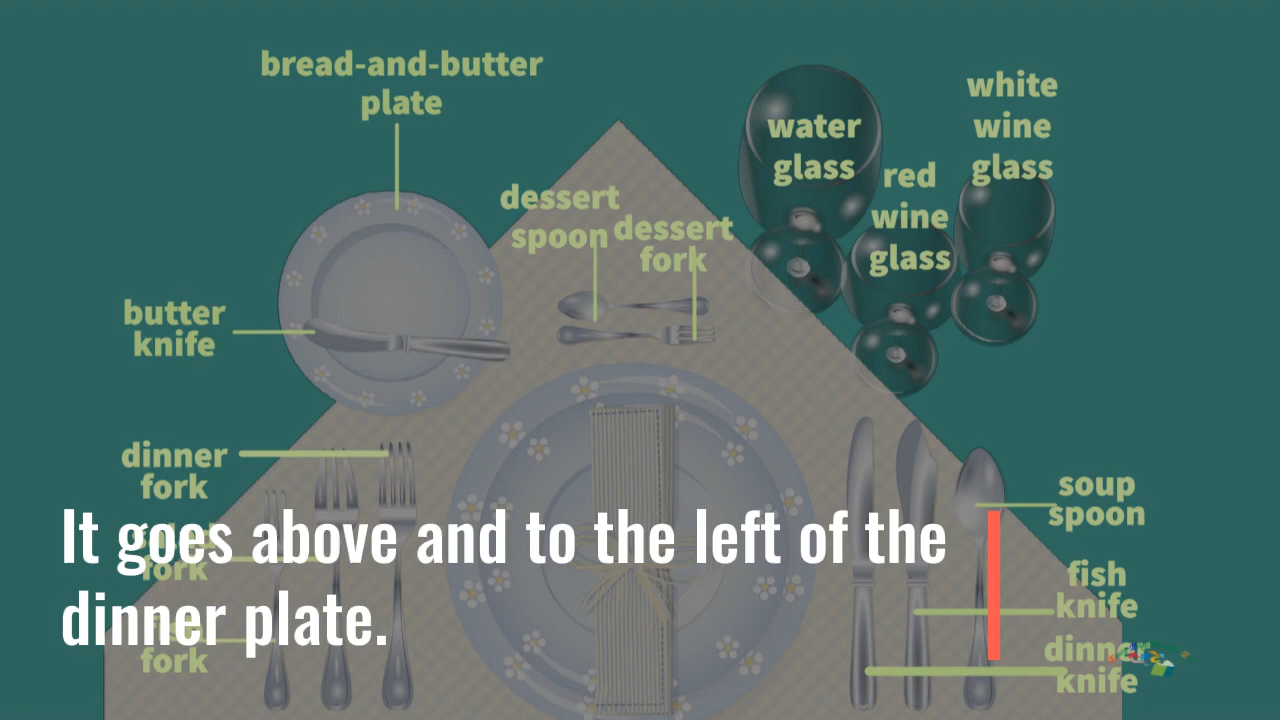 bread-and-butter
plate
white
wine
glass
water
glass
red
wine
glass
dessert
spoon
dessert
fork
butter
knife
dinner
fork
soup
spoon
It goes above and to the left of the
dinner plate.
fork
fish
knife
fork
dinner
knife